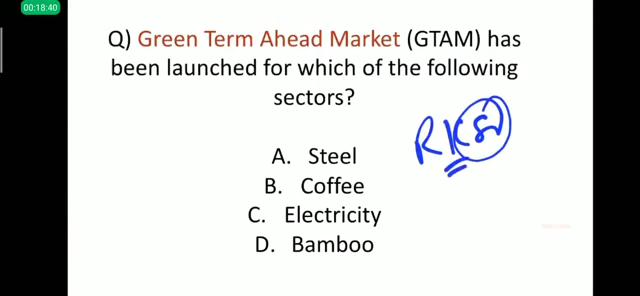 00:18:40
Q) Green Term Ahead Market (GTAM) has
been launched for which of the following
sectors?
A. Steel
B. Coffee
C. Electricity
D. Bamboo